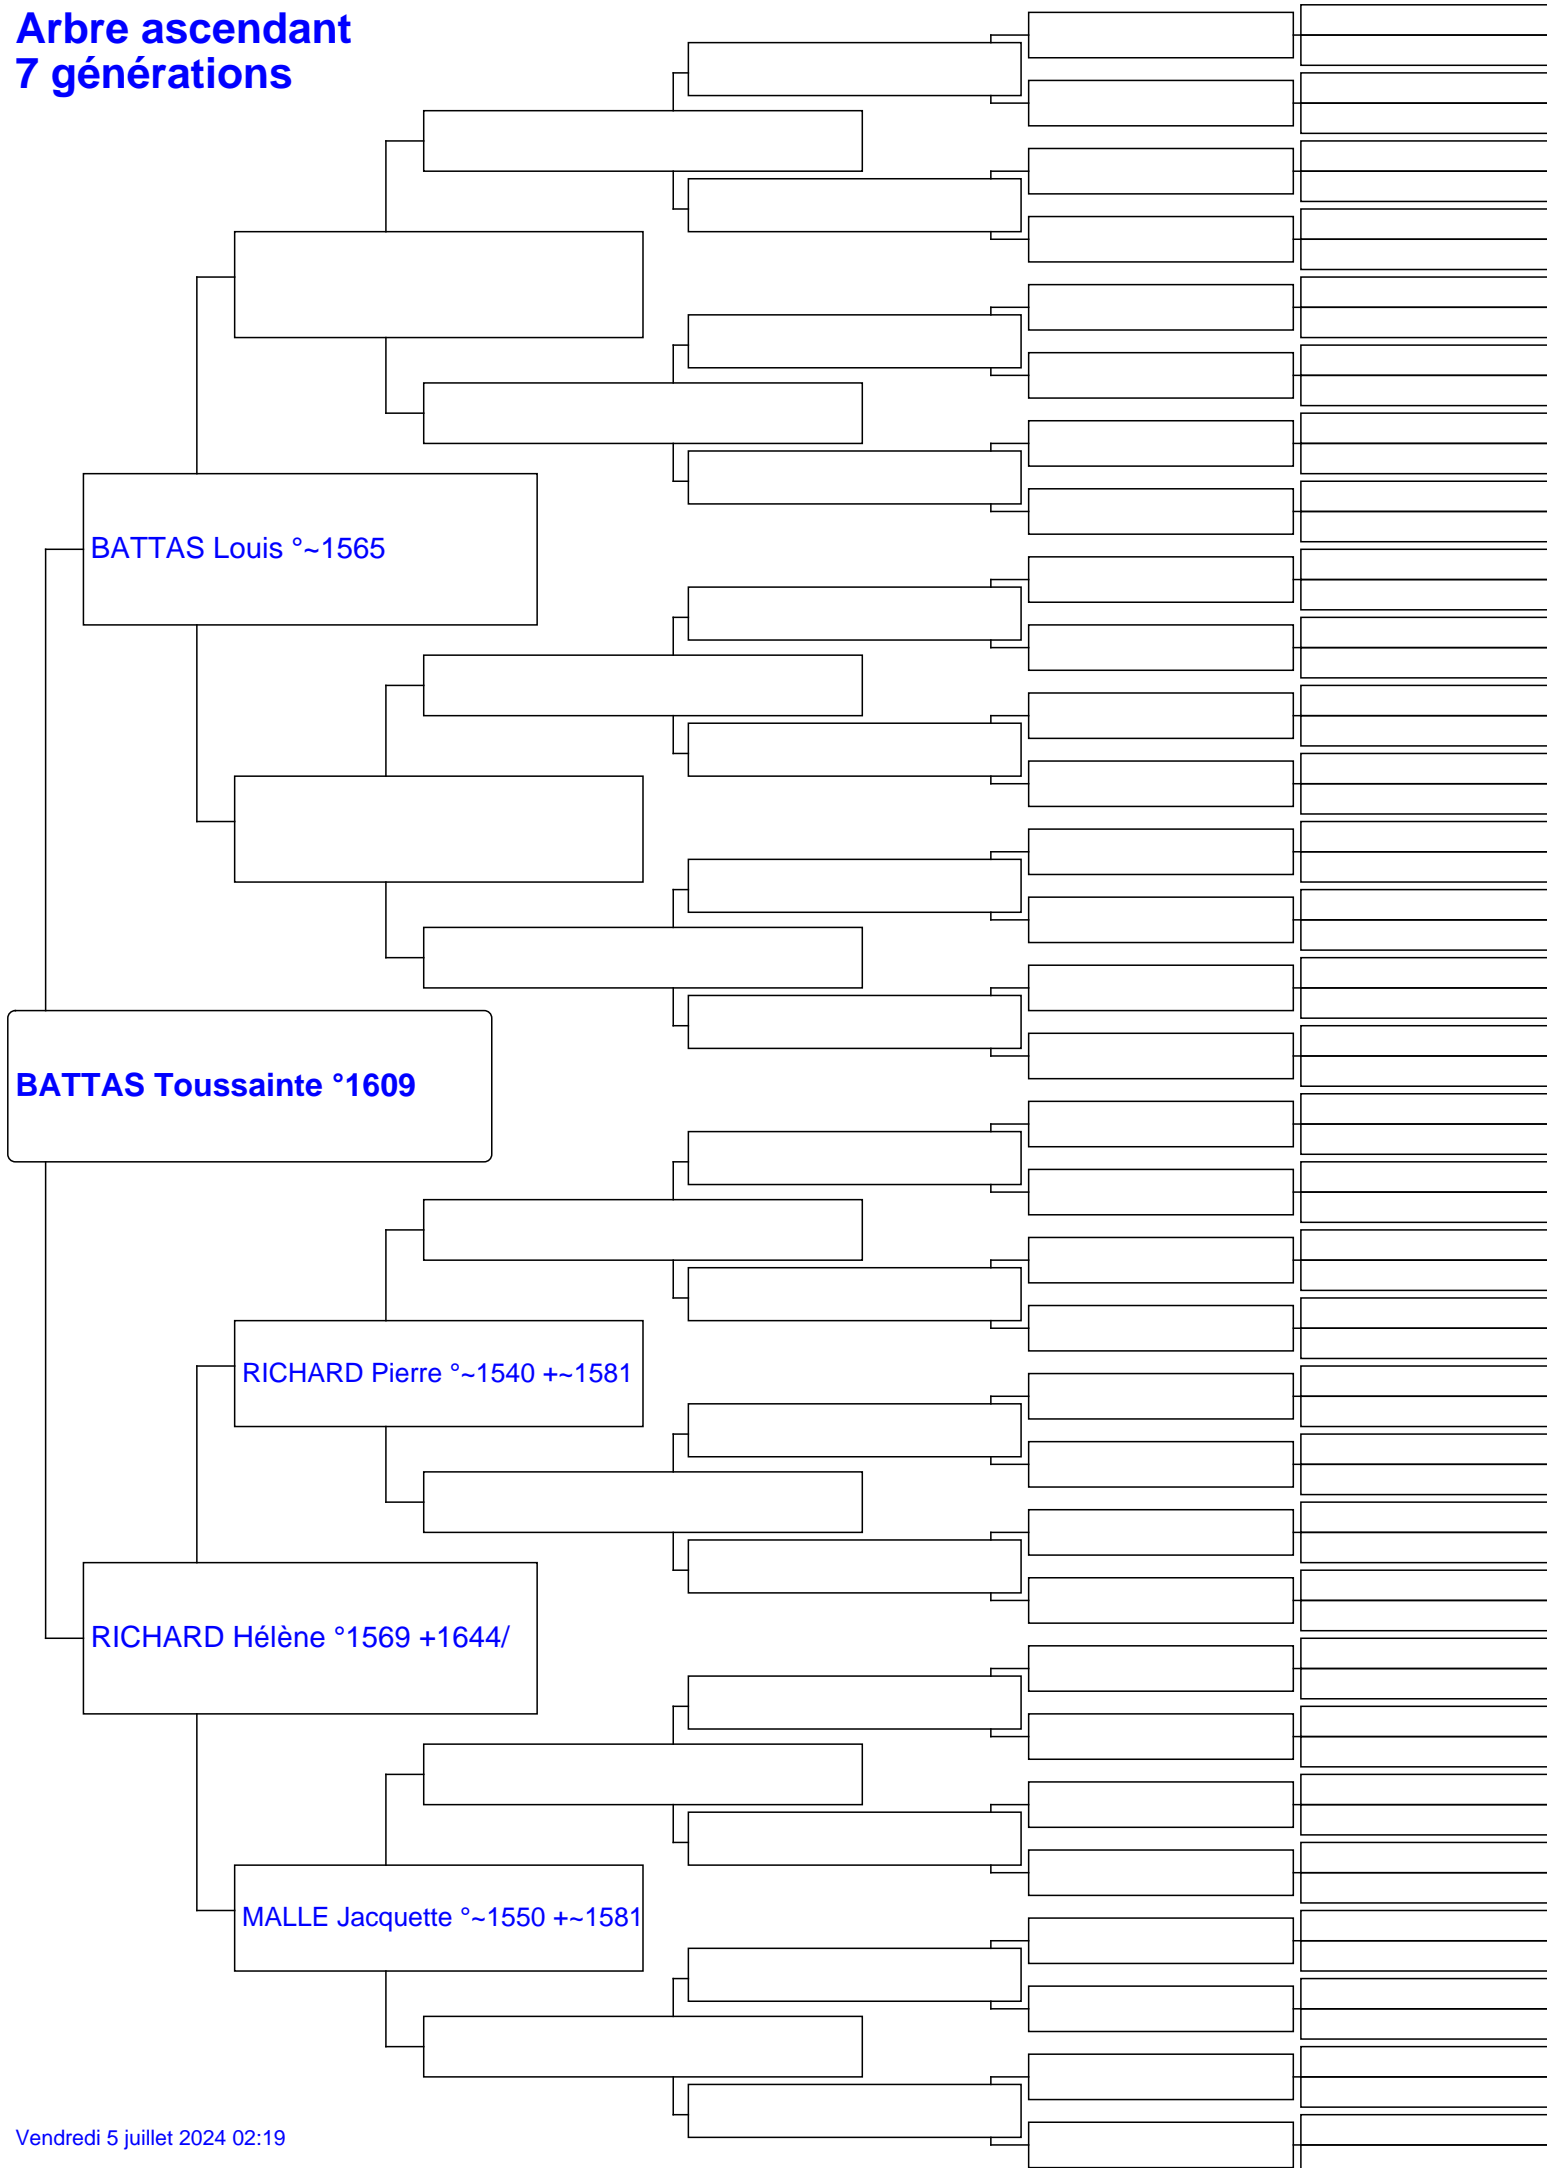 Arbre ascendant
7 générations
BATTAS Louis °~1565
BATTAS Toussainte °1609
RICHARD Pierre °~1540 +~1581
RICHARD Hélène °1569 +1644/
MALLE Jacquette °~1550 +~1581
Vendredi 5 juillet 2024 02:19